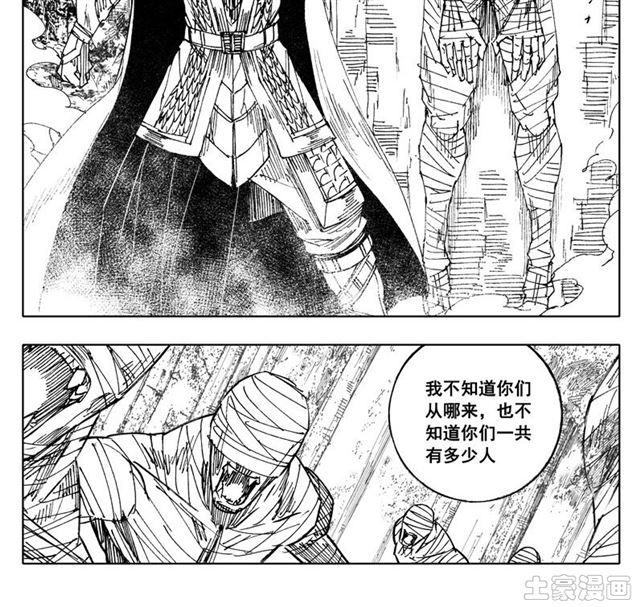 我不知道你们
从哪来，也不
知道你们一共
有多少人
土豪漫画